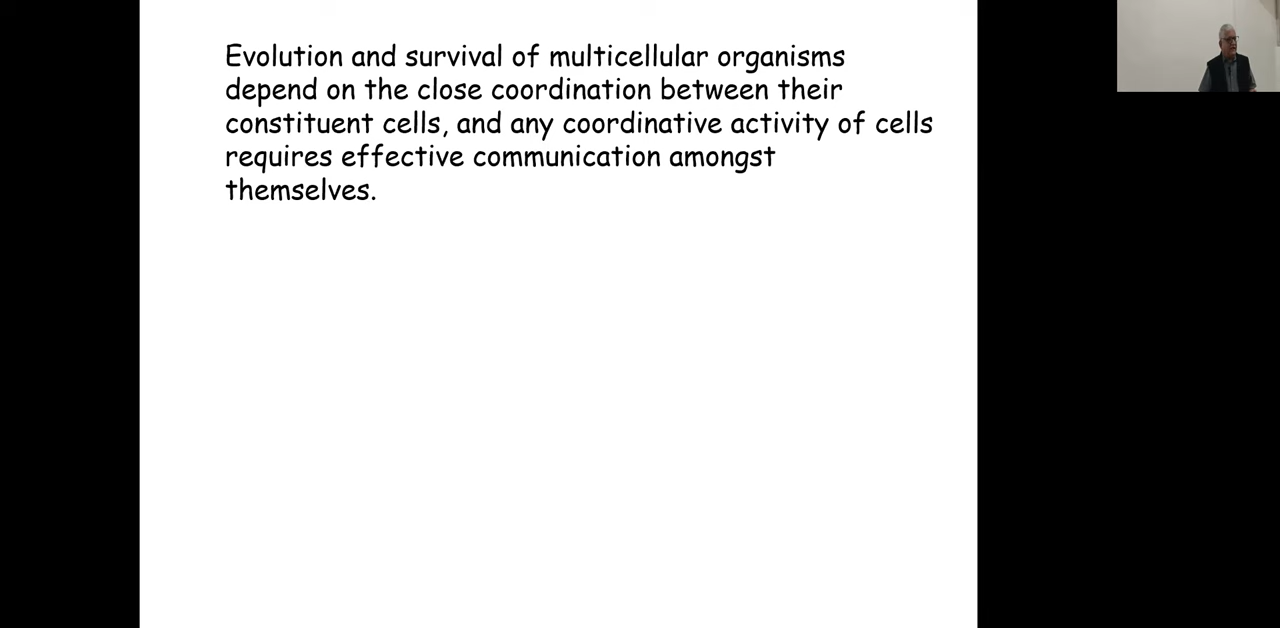 Evolution and survival of multicellular organisms
depend on the close coordination between their
constituent cells, and any coordinative activity of cells
requires effective communication amongst
themselves.